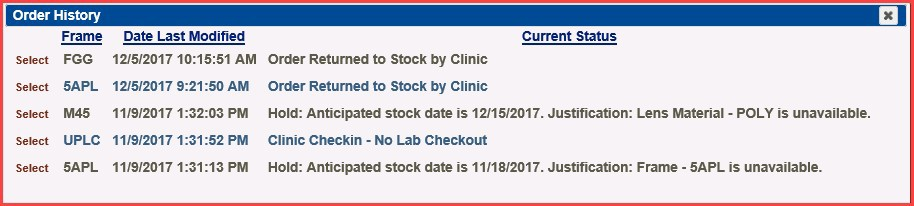 Order History
Frame Date Last Modified Current Status
Select FGG 12/5/2017 10:15:51 AM Order Returned to Stock by Clinic
Select 5APL 12/5/2017 9:21:50 AM Order Returned to Stock by Clinic
Select M45 11/9/2017 1:32:03 PM Hold: Anticipated stock date is 12/15/2017. Justification: Lens Material - POLY is unavailable.
Select UPLC 11/9/2017 1:31:52 PM Clinic Checkin - No Lab Checkout
Select 5APL 11/9/2017 1:31:13 PM Hold: Anticipated stock date is 11/18/2017. Justification: Frame - 5APL is unavailable.